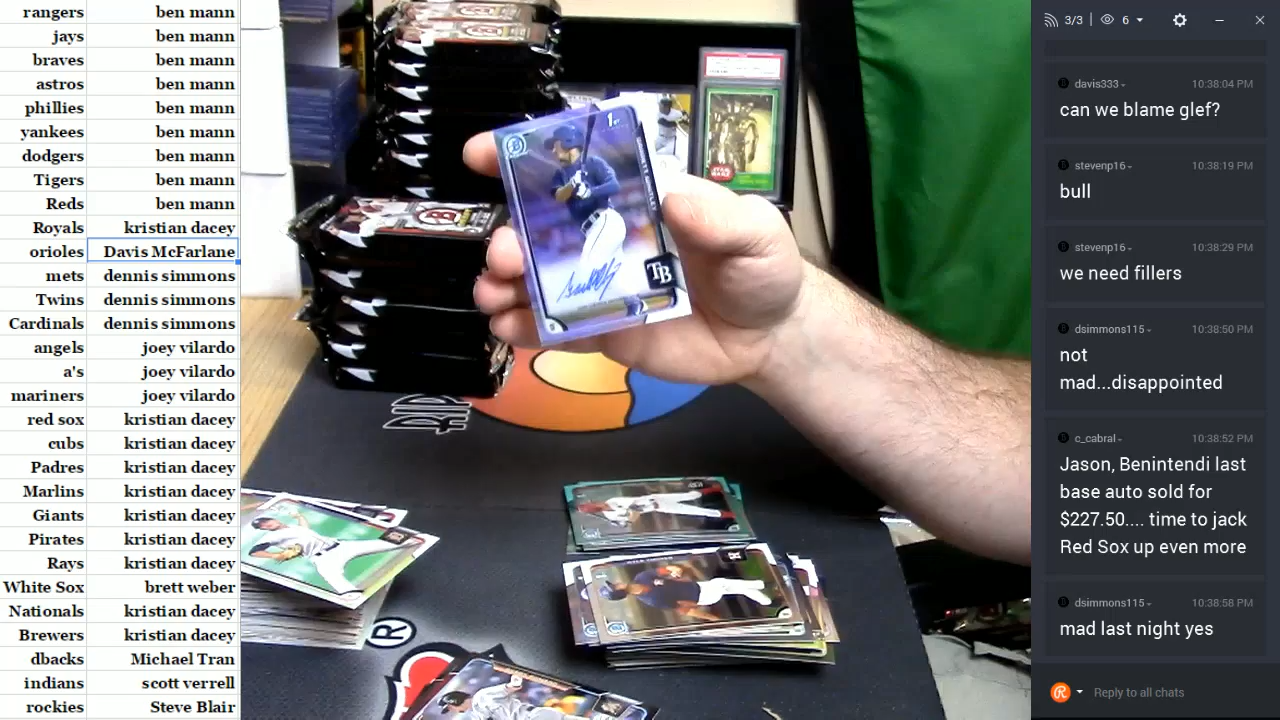 rangers ben mann
jays ben mann
braves ben mann
astros ben mann
phillies ben mann
yankees ben mann
dodgers ben mann
Tigers ben mann
Reds ben mann
Royals kristian dacey
orioles Davis McFarlane
mets dennis simmons
Twins dennis simmons
Cardinals dennis simmons
angels joey vilardo
a's joey vilardo
mariners joey vilardo
red sox kristian dacey
cubs kristian dacey
Padres kristian dacey
Marlins kristian dacey
Giants kristian dacey
Pirates kristian dacey
Rays kristian dacey
White Sox brett weber
Nationals kristian dacey
Brewers kristian dacey
dbacks Michael Tran
indians scott verrell
rockies Steve Blair
1st
TB
STAR
WARS
RIP
®
3/3 6
davis333 10:38:04 PM
can we blame glef?
stevenp16 10:38:19 PM
bull
stevenp16 10:38:29 PM
we need fillers
dsimmons115 10:38:50 PM
not
mad...disappointed
c_cabral 10:38:52 PM
Jason, Benintendi last
base auto sold for
$227.50.... time to jack
Red Sox up even more
dsimmons115 10:38:58 PM
mad last night yes
Reply to all chats